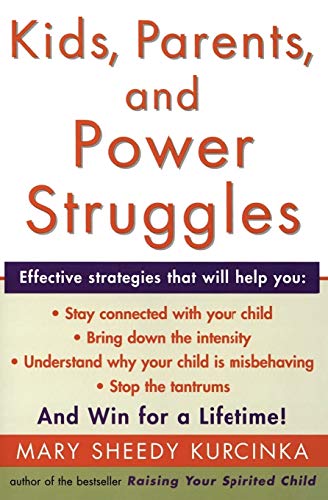 Kids, Parents,
and
Power
Struggles
Effective strategies that will help you:
• Stay connected with your child
• Bring down the intensity
• Understand why your child is misbehaving
• Stop the tantrums
And Win for a Lifetime!
MARY SHEEDY KURCINKA
author of the bestseller Raising Your Spirited Child